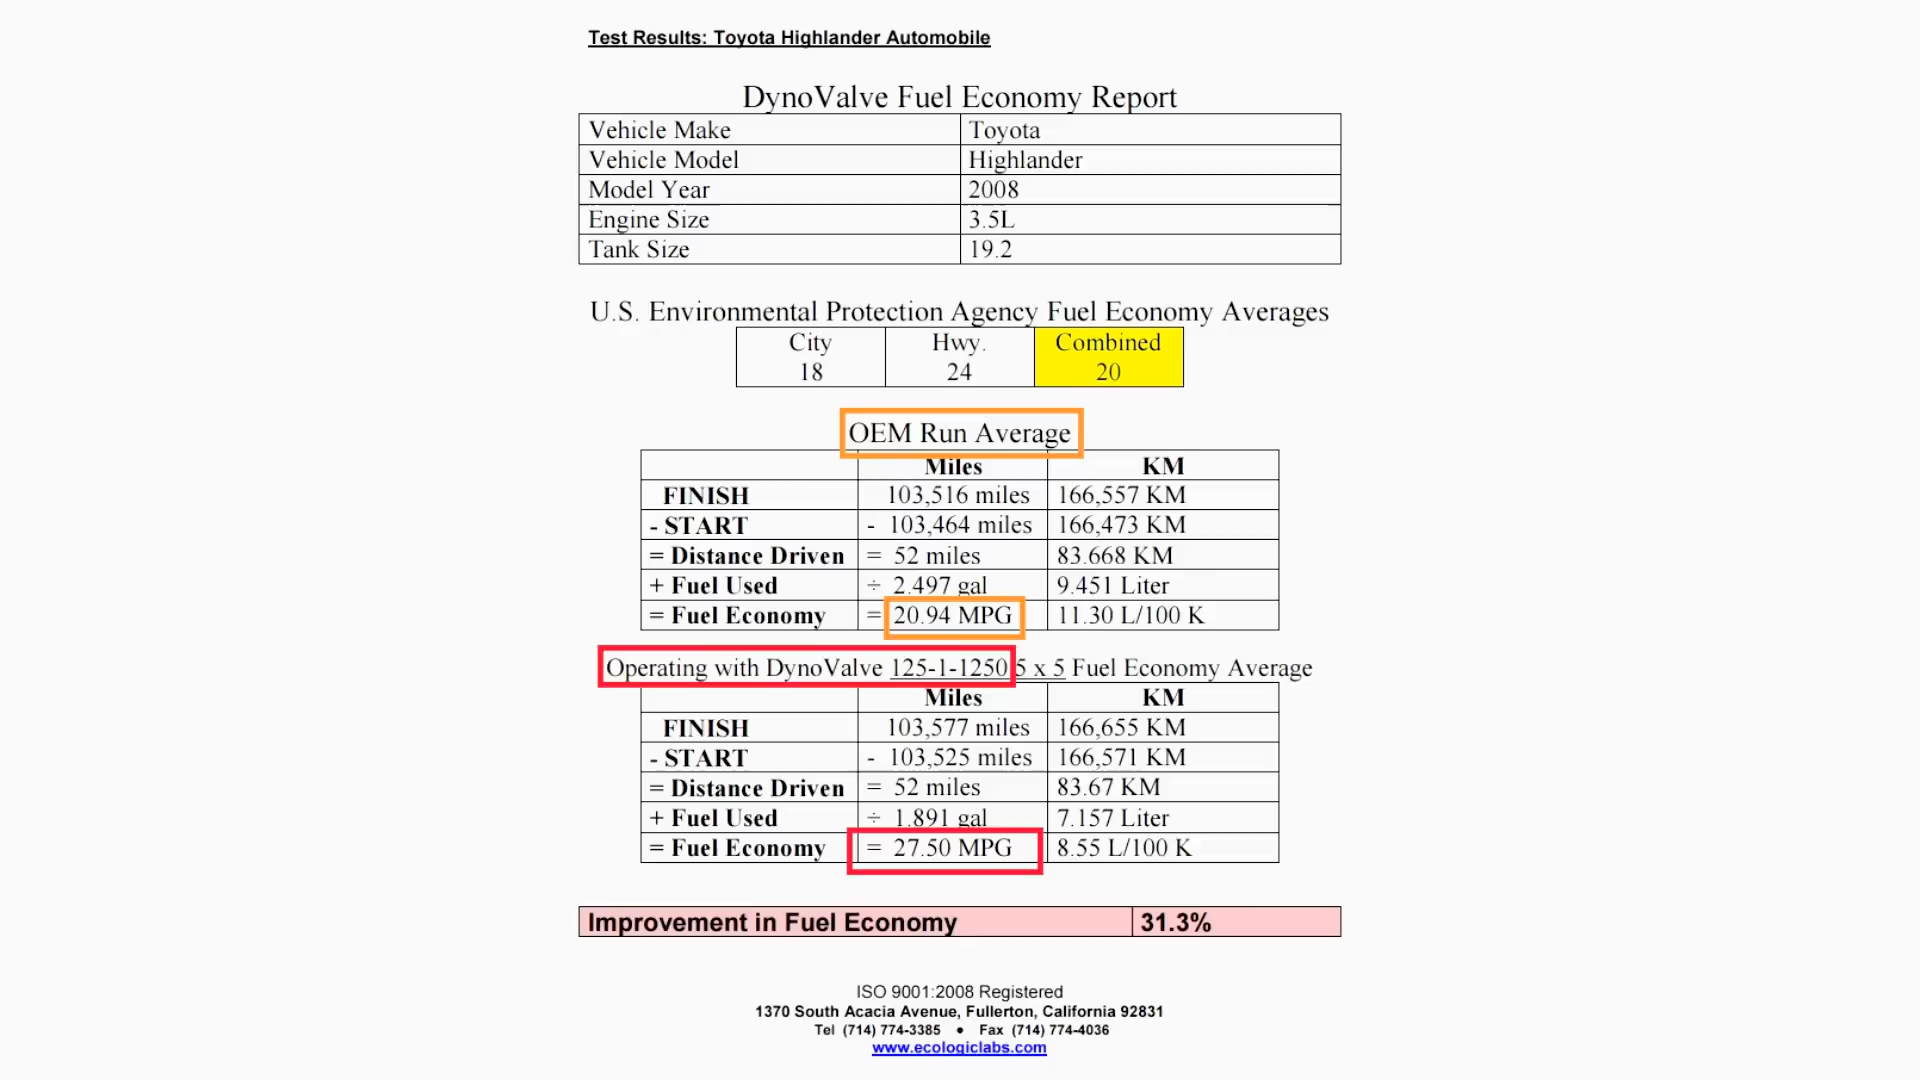 Test Results: Toyota Highlander Automobile
DynoValve Fuel Economy Report
Vehicle Make Toyota
Vehicle Model Highlander
Model Year 2008
Engine Size 3.5L
Tank Size 19.2
U.S. Environmental Protection Agency Fuel Economy Averages
City Hwy. Combined
18 24 20
OEM Run Average
Miles KM
FINISH 103,516 miles 166,557 KM
- START - 103,464 miles 166,473 KM
= Distance Driven = 52 miles 83.668 KM
+ Fuel Used ÷ 2.497 gal 9.451 Liter
= Fuel Economy = 20.94 MPG 11.30 L/100 K
Operating with DynoValve 125-1-1250 5 x 5 Fuel Economy Average
Miles KM
FINISH 103,577 miles 166,655 KM
- START - 103,525 miles 166,571 KM
= Distance Driven = 52 miles 83.67 KM
+ Fuel Used ÷ 1.891 gal 7.157 Liter
= Fuel Economy = 27.50 MPG 8.55 L/100 K
Improvement in Fuel Economy 31.3%
ISO 9001:2008 Registered
1370 South Acacia Avenue, Fullerton, California 92831
Tel (714) 774-3385 • Fax (714) 774-4036
www.ecologiclabs.com